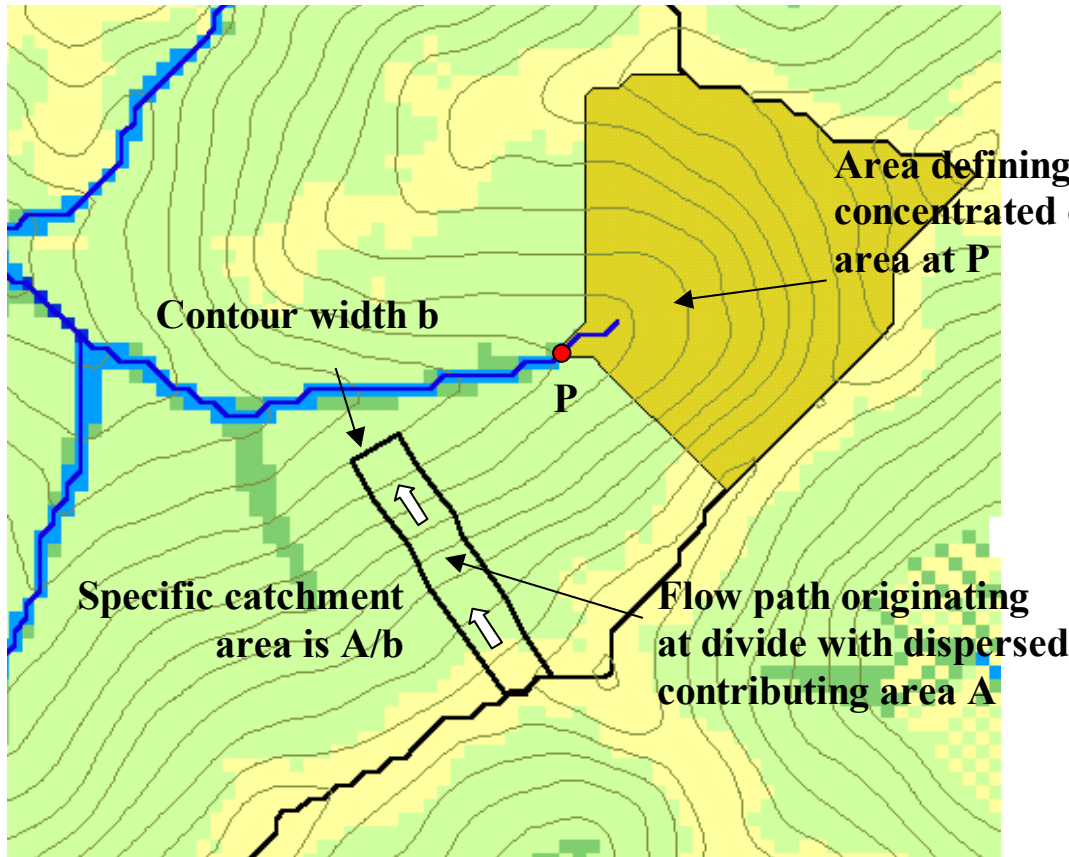 Area defining
concentrated
area at P
Contour width b
P
Specific catchment
area is A/b
Flow path originating
at divide with dispersed
contributing area A